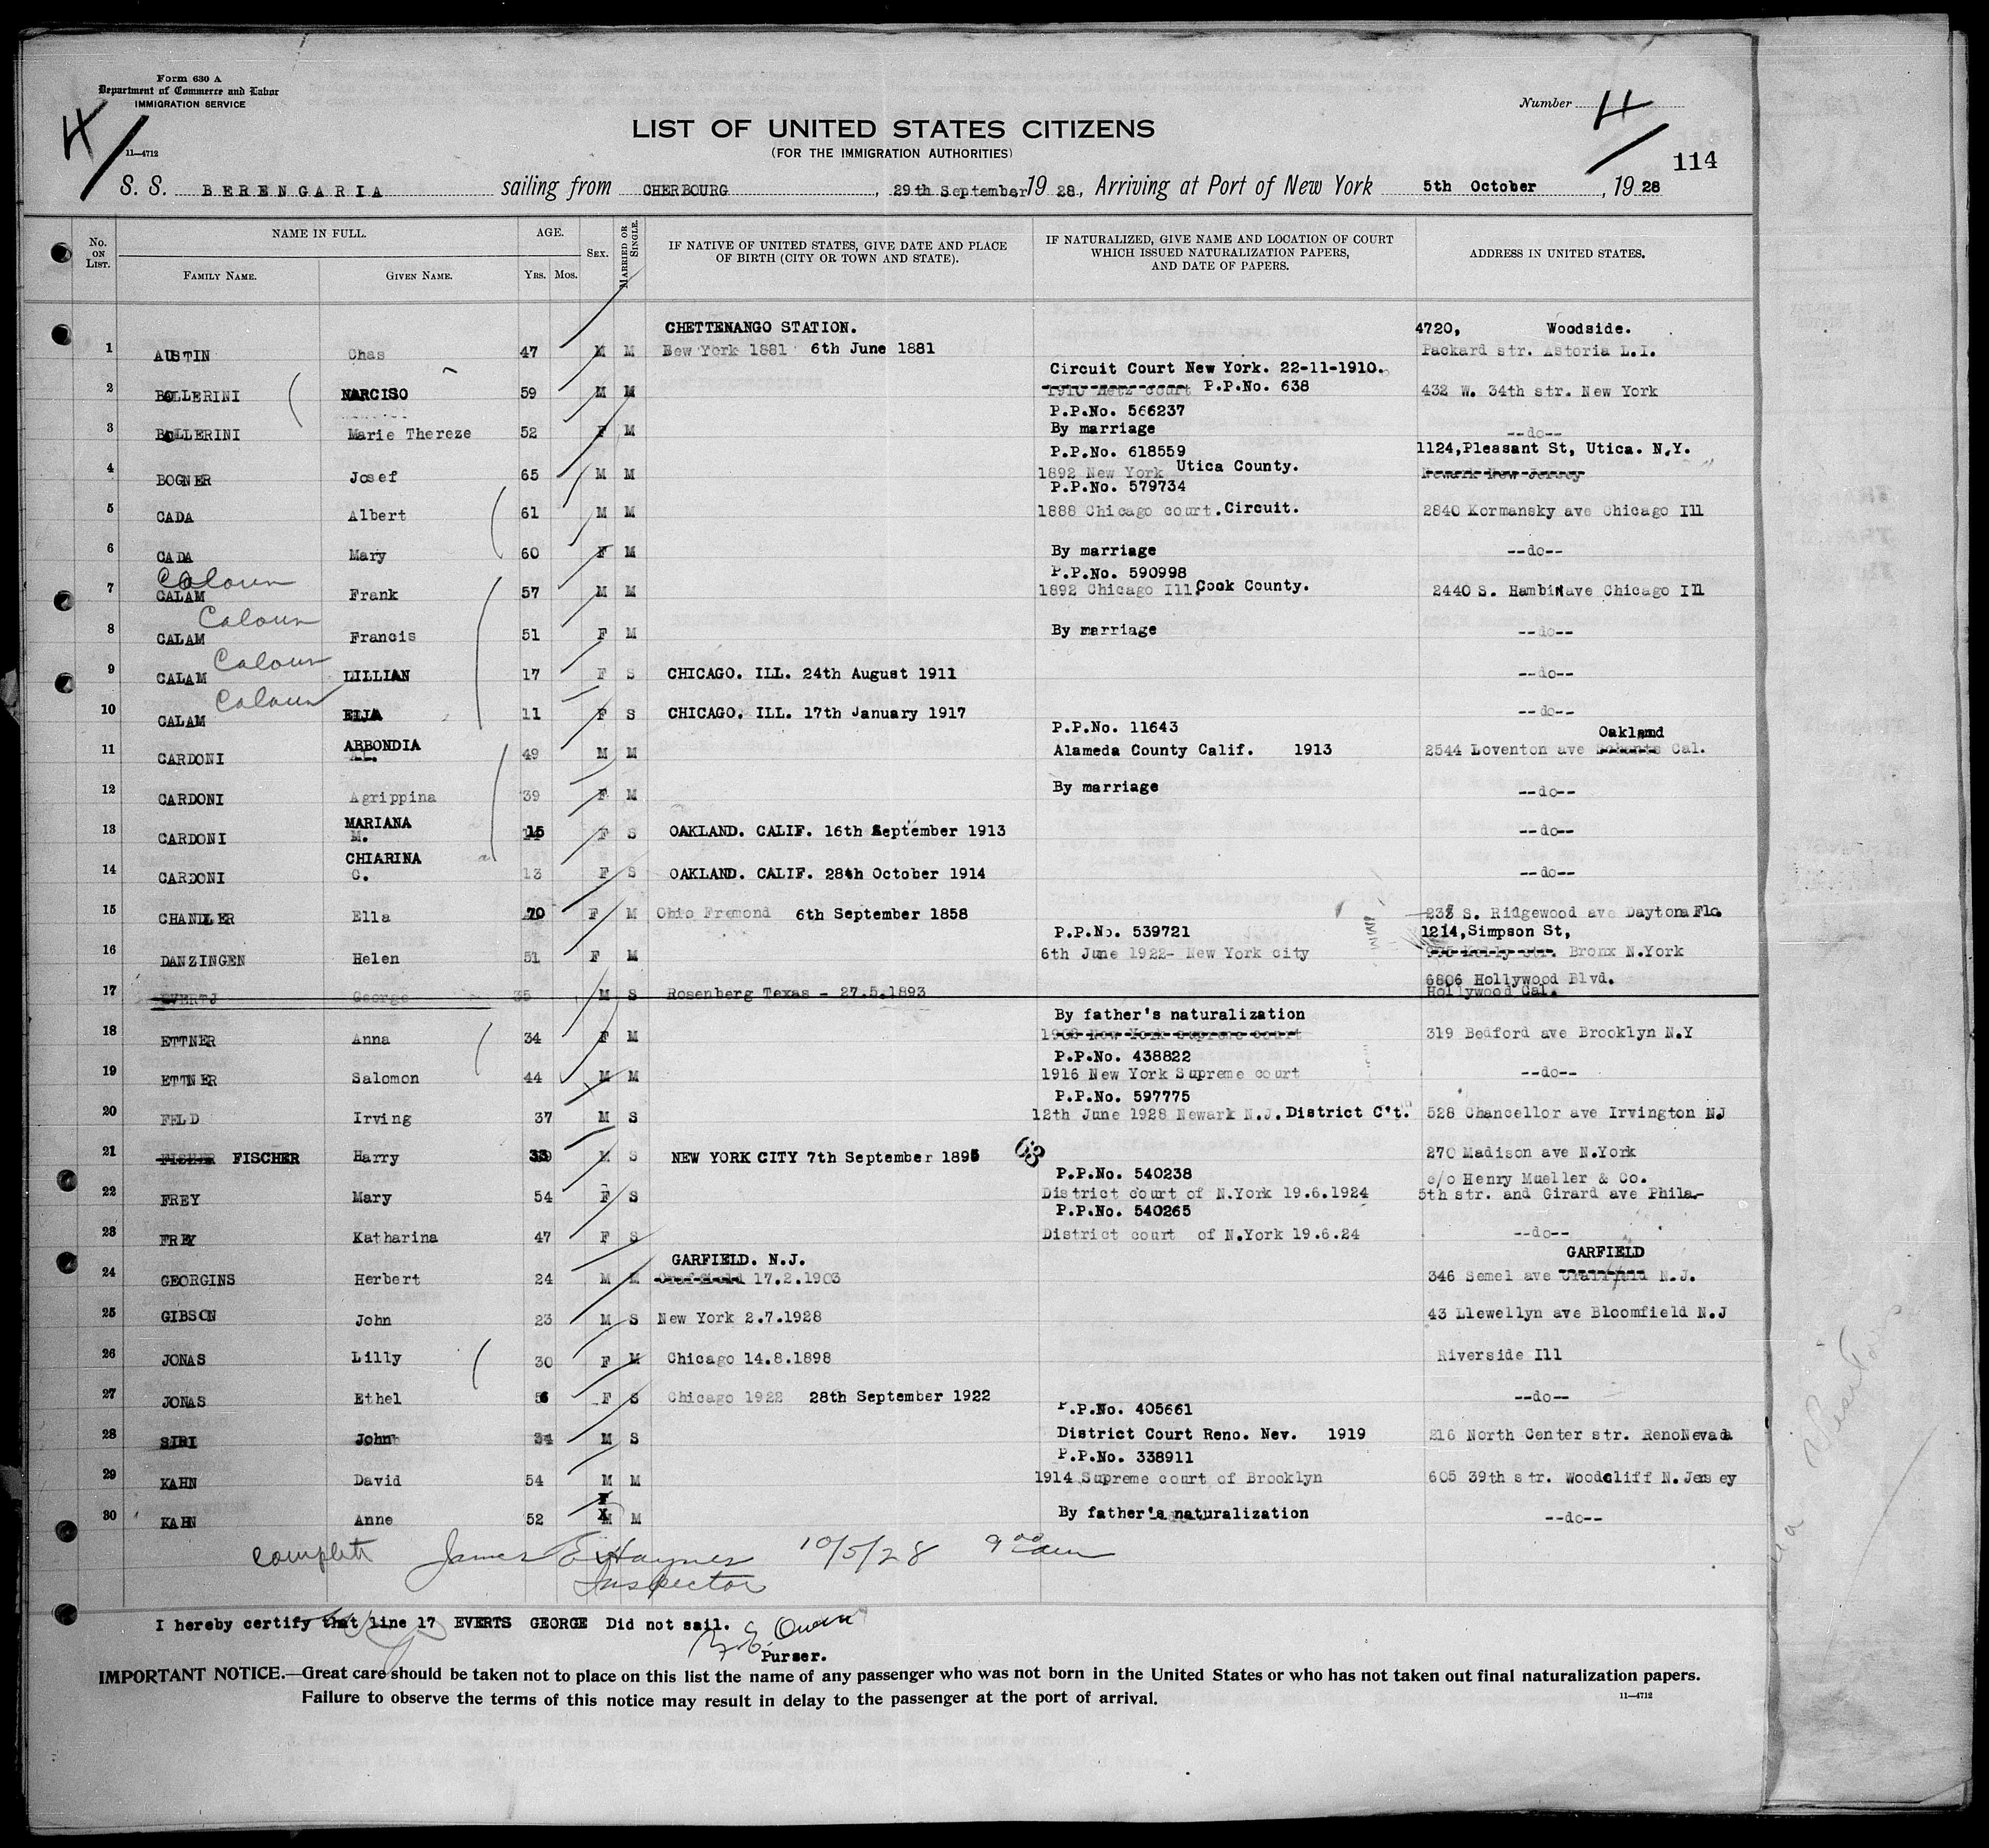 Form 630 A
Department of Commerce and Labor
IMMIGRATION SERVICE
11—4712
4
Number 4
114
LIST OF UNITED STATES CITIZENS
(FOR THE IMMIGRATION AUTHORITIES)
S. S. BERENGARIA sailing from CHERBOURG, 29th September 1928, Arriving at Port of New York 5th October, 1928
No. ON LIST. NAME IN FULL. AGE. SEX. MARRIED OR SINGLE. IF NATIVE OF UNITED STATES, GIVE DATE AND PLACE OF BIRTH (CITY OR TOWN AND STATE). IF NATURALIZED, GIVE NAME AND LOCATION OF COURT WHICH ISSUED NATURALIZATION PAPERS, AND DATE OF PAPERS. ADDRESS IN UNITED STATES.
FAMILY NAME. GIVEN NAME. YRS. MOS.
CHETTENANGO STATION. 4720, Woodside.
1 AUSTIN Chas 47 M M New York 1881 6th June 1881 Packard str. Astoria L.I.
Circuit Court New York. 22-11-1910.
2 BOLLERINI NARCISO 59 M M 1910 Metz court P.P.No. 638 432 W. 34th str. New York
P.P.No. 566237
3 BOLLERINI Marie Thereze 52 F M By marriage --do--
P.P.No. 618559 1124,Pleasant St, Utica. N.Y.
4 BOGNER Josef 65 M M 1892 New York Utica County. Newark New Jersey
P.P.No. 579734
5 CADA Albert 61 M M 1888 Chicago court. Circuit. 2840 Kormansky ave Chicago Ill
6 CADA Mary 60 F M By marriage --do--
Caloun P.P.No. 590998
7 CALAM Frank 57 M M 1892 Chicago Ill. Cook County. 2440 S. Hambin ave Chicago Ill
Caloun
8 CALAM Francis 51 F M By marriage --do--
Caloun
9 CALAM LILLIAN 17 F S CHICAGO. ILL. 24th August 1911 --do--
Caloun
10 CALAM ELJA 11 F S CHICAGO. ILL. 17th January 1917 --do--
P.P.No. 11643 Oakland
11 CARDONI ABBONDIA AL. 49 M M Alameda County Calif. 1913 2544 Loventon ave Cal.
12 CARDONI Agrippina 39 F M By marriage --do--
13 CARDONI MARIANA M. 15 F S OAKLAND. CALIF. 16th September 1913 --do--
14 CARDONI CHIARINA C. 13 F S OAKLAND. CALIF. 28th October 1914 --do--
15 CHANDLER Ella 70 F M Ohio Fremond 6th September 1858 S. Ridgewood ave Daytona Flo.
P.P.No. 539721 1214,Simpson St,
16 DANZINGEN Helen 51 F M 6th June 1922- New York city Kelly str. Bronx N.York
6806 Hollywood Blvd.
17 EVERTJ George 35 M S Rosenberg Texas - 27.5.1893 Hollywood Cal.
By father's naturalization
18 ETTNER Anna 34 F M 1908 New York supreme court 319 Bedford ave Brooklyn N.Y
P.P.No. 438822
19 ETTNER Salomon 44 M M 1916 New York Supreme court --do--
P.P.No. 597775
20 FELD Irving 37 M S 12th June 1928 Newark N.J. District C't. 528 Chancellor ave Irvington NJ
21 FISHER FISCHER Harry 33 M S NEW YORK CITY 7th September 1895 63 270 Madison ave N.York
P.P.No. 540238 c/o Henry Mueller & Co.
22 FREY Mary 54 F S District court of N.York 19.6.1924 5th str. and Girard ave Phila-
P.P.No. 540265
23 FREY Katharina 47 F S District court of N.York 19.6.24 --do--
GARFIELD. N.J. GARFIELD
24 GEORGINS Herbert 24 M M 17.2.1903 346 Semel ave N.J.
25 GIBSON John 23 M S New York 2.7.1928 43 Llewellyn ave Bloomfield N.J
26 JONAS Lilly 30 F M Chicago 14.8.1898 Riverside Ill
27 JONAS Ethel 6 F S Chicago 1922 28th September 1922 --do--
P.P.No. 405661
28 SIRI John 34 M S District Court Reno. Nev. 1919 216 North Center str. Reno Nevada
P.P.No. 338911
29 KAHN David 54 M M 1914 Supreme court of Brooklyn 605 39th str. Woodcliff N.Jersey
F
30 KAHN Anne 52 X M By father's naturalization --do--
complete James E Haynes 10/5/28 9 00 am
Inspector
I hereby certify that line 17 EVERTS GEORGE Did not sail.
Owen
Purser.
IMPORTANT NOTICE.—Great care should be taken not to place on this list the name of any passenger who was not born in the United States or who has not taken out final naturalization papers.
Failure to observe the terms of this notice may result in delay to the passenger at the port of arrival.
11—4712